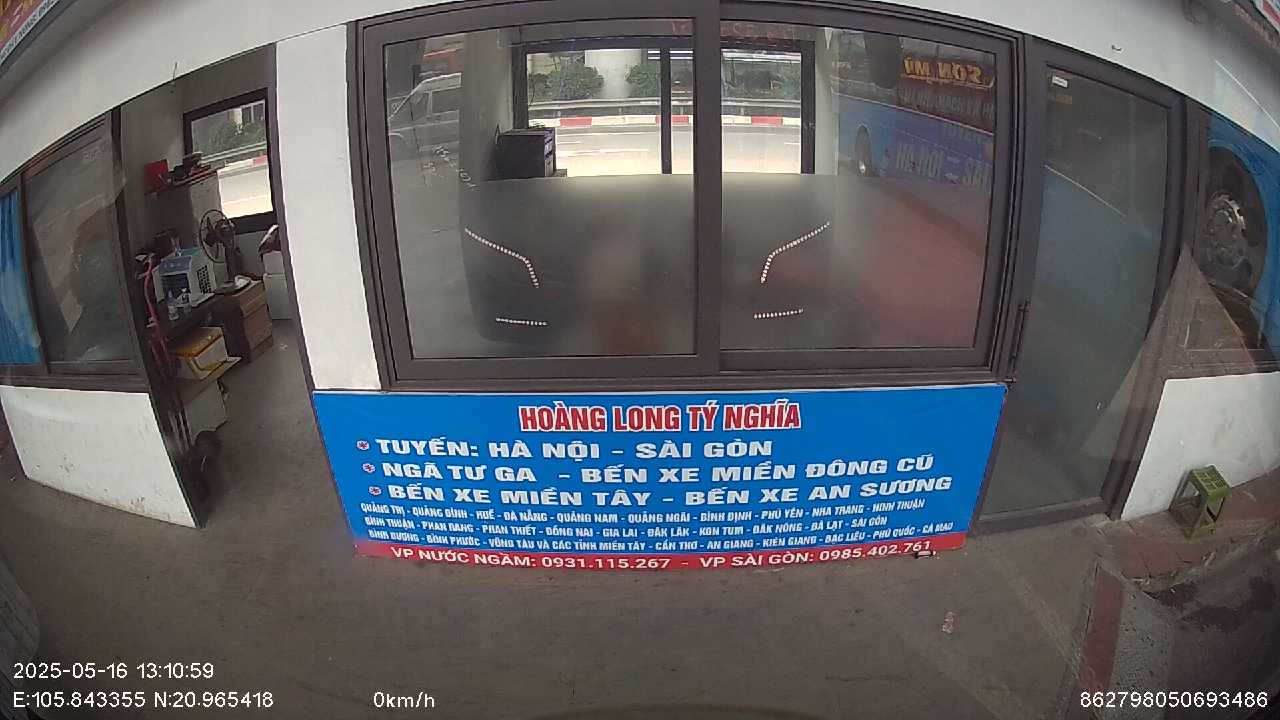 SƠN MÙ
HOÀNG LONG TÝ NGHĨA
TUYẾN: HÀ NỘI - SÀI GÒN
NGÃ TƯ GA - BẾN XE MIỀN ĐÔNG CŨ
BẾN XE MIỀN TÂY - BẾN XE AN SƯƠNG
QUẢNG TRỊ - QUẢNG BÌNH - HUẾ - ĐÀ NẴNG - QUẢNG NAM - QUẢNG NGÃI - BÌNH ĐỊNH - PHÚ YÊN - NHA TRANG - NINH THUẬN
BÌNH THUẬN - PHAN RANG - PHAN THIẾT - ĐỒNG NAI - GIA LAI - ĐĂK LĂK - KON TUM - ĐĂK NÔNG - ĐÀ LẠT - SÀI GÒN
BÌNH DƯƠNG - BÌNH PHƯỚC - VŨNG TÀU VÀ CÁC TỈNH MIỀN TÂY - CẦN THƠ - AN GIANG - KIÊN GIANG - BẠC LIÊU - PHÚ QUỐC - CÀ MAU
VP NƯỚC NGẦM: 0931.115.267 - VP SÀI GÒN: 0985.402.761
2025-05-16 13:10:59
E:105.843355 N:20.965418
0km/h
862798050693486